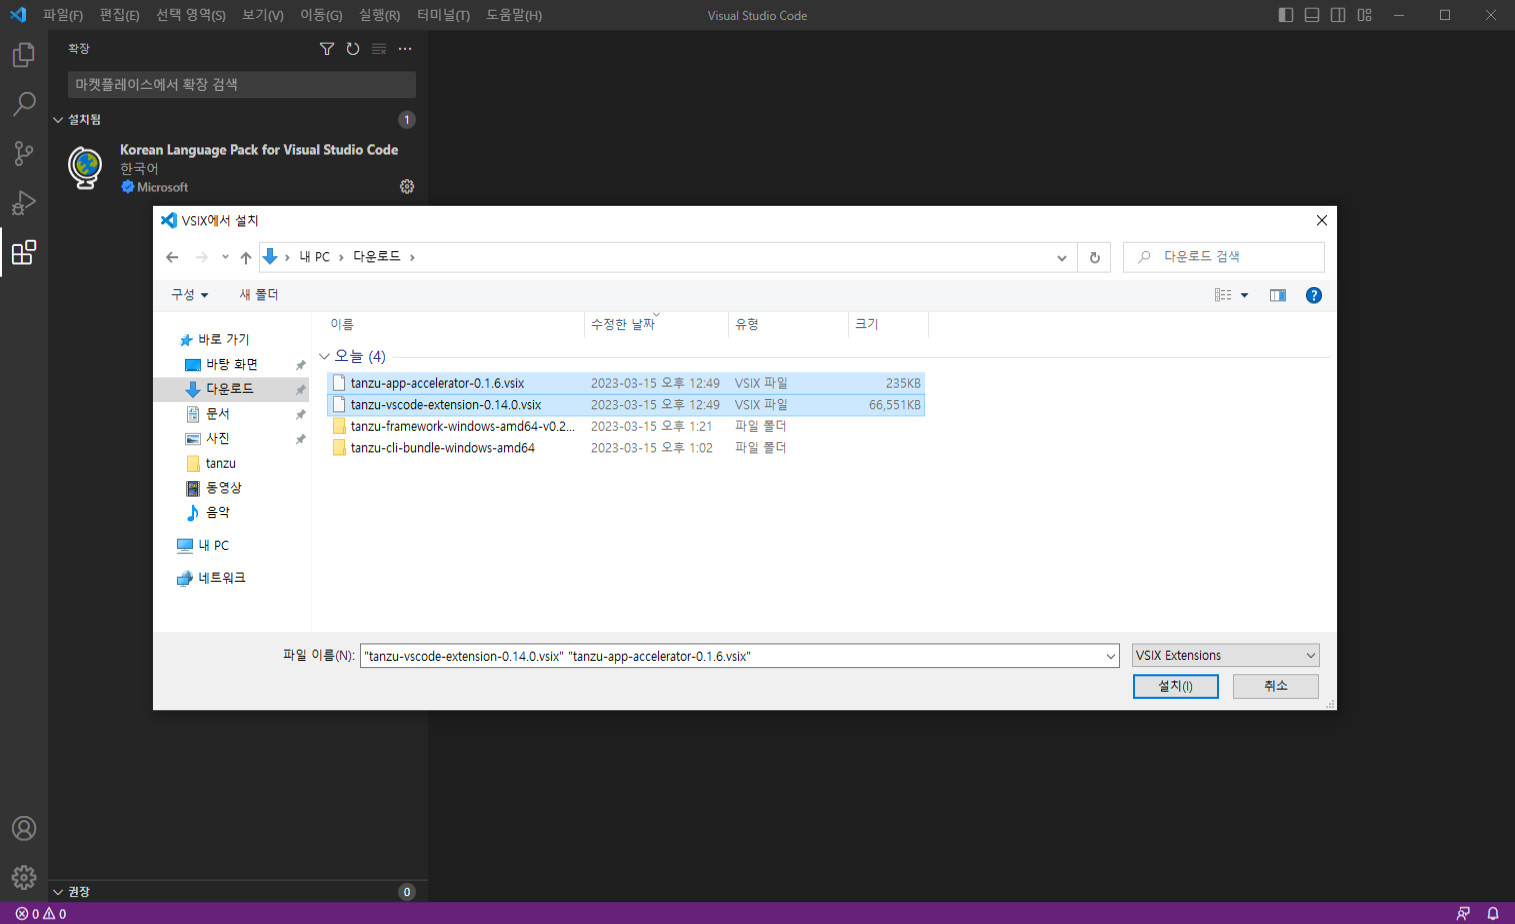 파일(F) 편집(E) 선택 영역(S) 보기(V) 이동(G) 실행(R) 터미널(T) 도움말(H) Visual Studio Code
확장
마켓플레이스에서 확장 검색
설치됨 1
Korean Language Pack for Visual Studio Code
한국어
Microsoft
VSIX에서 설치
내 PC > 다운로드 >
다운로드 검색
구성 새 폴더
이름 수정한 날짜 유형 크기
바로 가기
바탕 화면
다운로드
문서
사진
tanzu
동영상
음악
내 PC
네트워크
오늘 (4)
tanzu-app-accelerator-0.1.6.vsix 2023-03-15 오후 12:49 VSIX 파일 235KB
tanzu-vscode-extension-0.14.0.vsix 2023-03-15 오후 12:49 VSIX 파일 66,551KB
tanzu-framework-windows-amd64-v0.2... 2023-03-15 오후 1:21 파일 폴더
tanzu-cli-bundle-windows-amd64 2023-03-15 오후 1:02 파일 폴더
파일 이름(N): "tanzu-vscode-extension-0.14.0.vsix" "tanzu-app-accelerator-0.1.6.vsix" VSIX Extensions
설치(I) 취소
권장 0
0 0